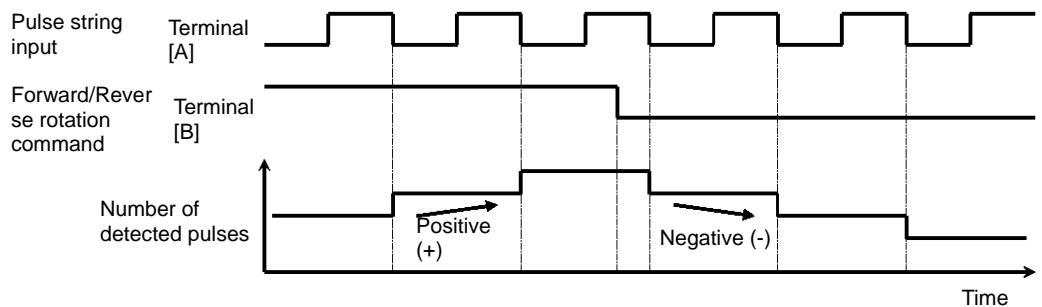 Pulse string
input
Terminal
[A]
Forward/Rever
se rotation
command
Terminal
[B]
Number of
detected pulses
Positive
(+)
Negative (-)
Time